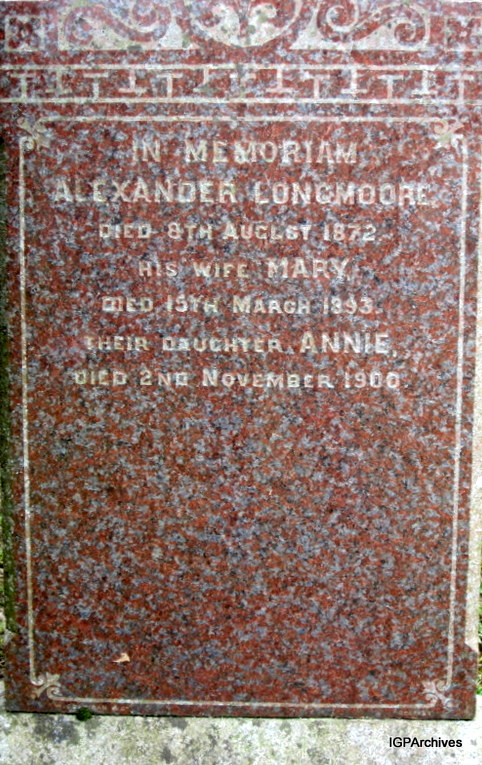 IN MEMORIAM
ALEXANDER LONGMOORE
DIED 8TH AUGUST 1872
HIS WIFE MARY,
DIED 15TH MARCH 1893.
THEIR DAUGHTER, ANNIE,
DIED 2ND NOVEMBER 1900
IGPArchives